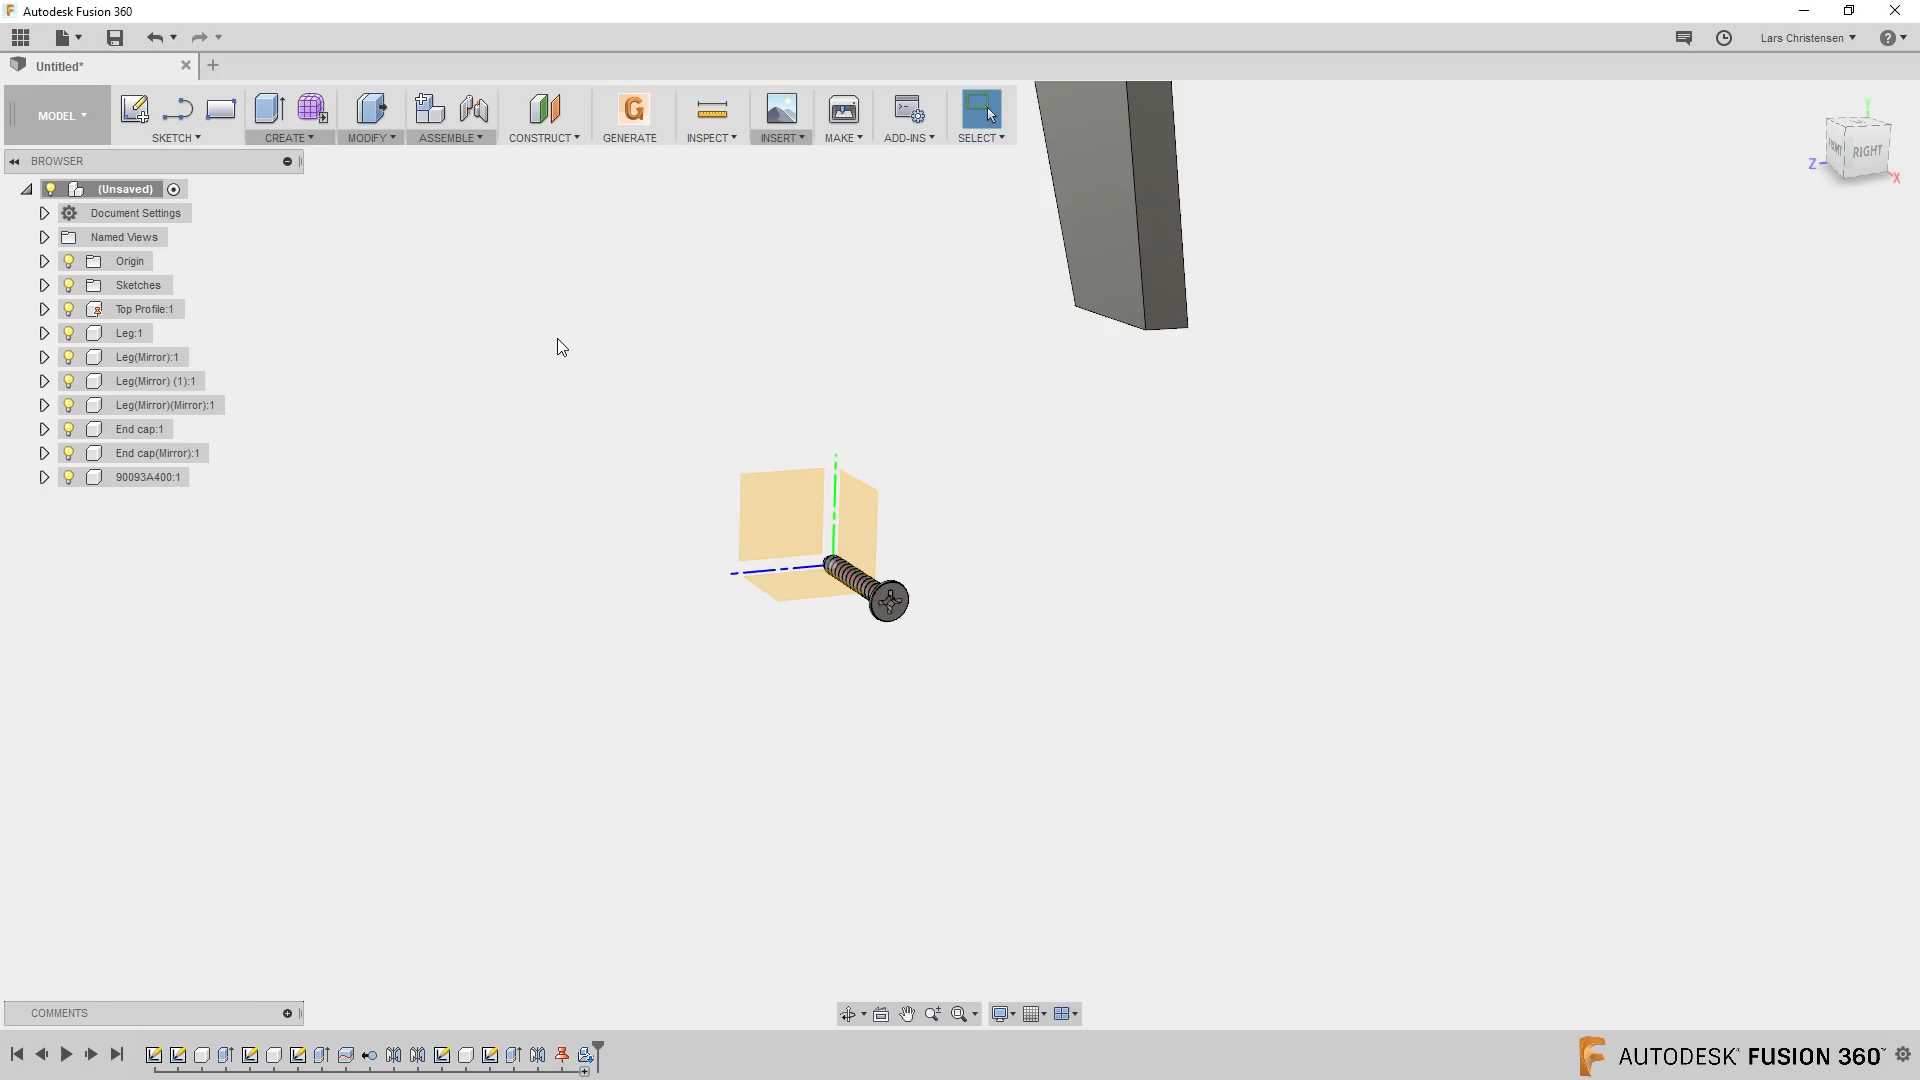 Autodesk Fusion 360
Lars Christensen
Untitled*
MODEL
SKETCH
CREATE
MODIFY
ASSEMBLE
CONSTRUCT
GENERATE
INSPECT
INSERT
MAKE
ADD-INS
SELECT
BROWSER
(Unsaved)
Document Settings
Named Views
Origin
Sketches
Top Profile:1
Leg:1
Leg(Mirror):1
Leg(Mirror) (1):1
Leg(Mirror)(Mirror):1
End cap:1
End cap(Mirror):1
90093A400:1
Y
FRONT
RIGHT
Z
X
COMMENTS
AUTODESK FUSION 360